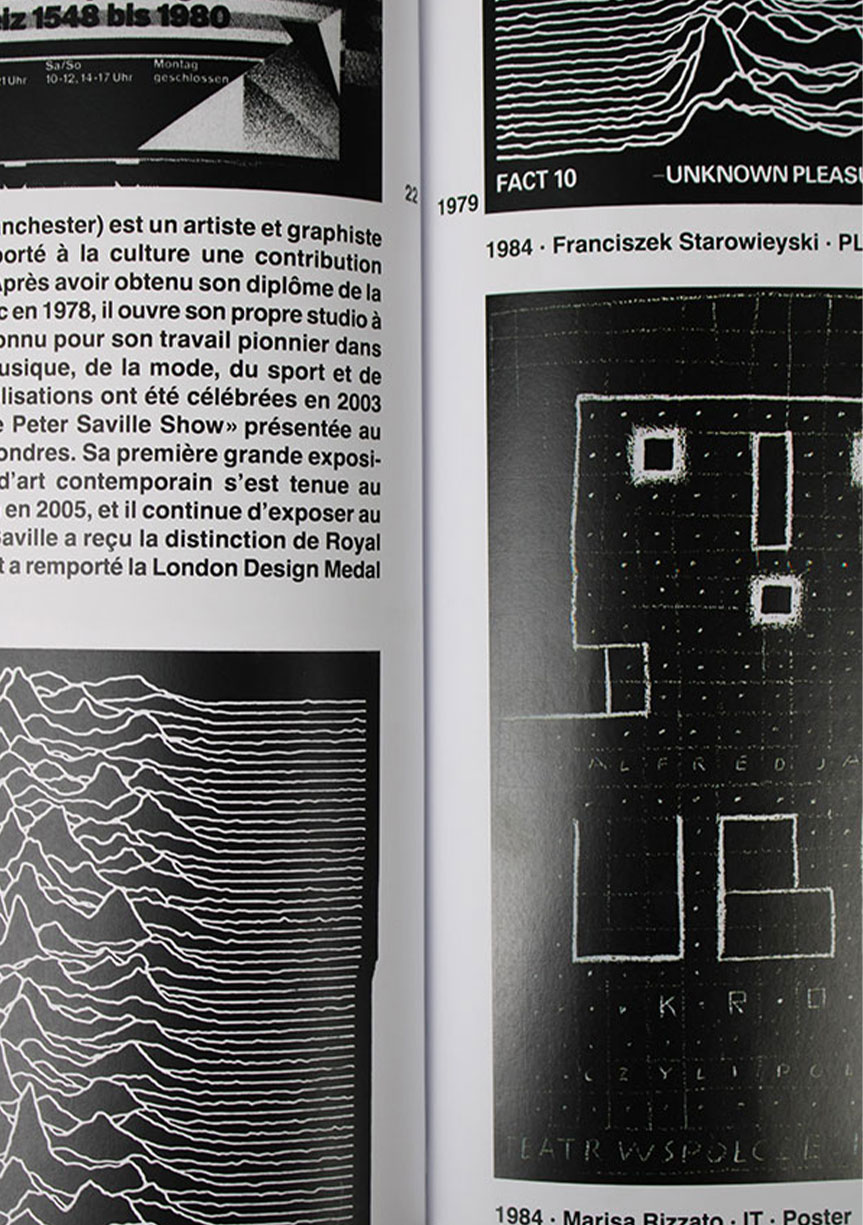 iz 1548 bis 1980
Sa/So
Montag
Uhr
10-12, 14-17 Uhr
geschlossen
nchester) est un artiste et graphiste
porté à la culture une contribution
Après avoir obtenu son diplôme de la
c en 1978, il ouvre son propre studio à
onnu pour son travail pionnier dans
usique, de la mode, du sport et de
lisations ont été célébrées en 2003
e Peter Saville Show» présentée au
ondres. Sa première grande exposi-
d'art contemporain s'est tenue au
en 2005, et il continue d'exposer au
Saville a reçu la distinction de Royal
t a remporté la London Design Medal
22
1979
FACT 10
–UNKNOWN PLEASU
1984 · Franciszek Starowieyski · PL
ALFRED JA
UB
KRÓ
CZYLI POL
TEATR WSPÓŁCZE
1984 · Marisa Rizzato · IT · Poster